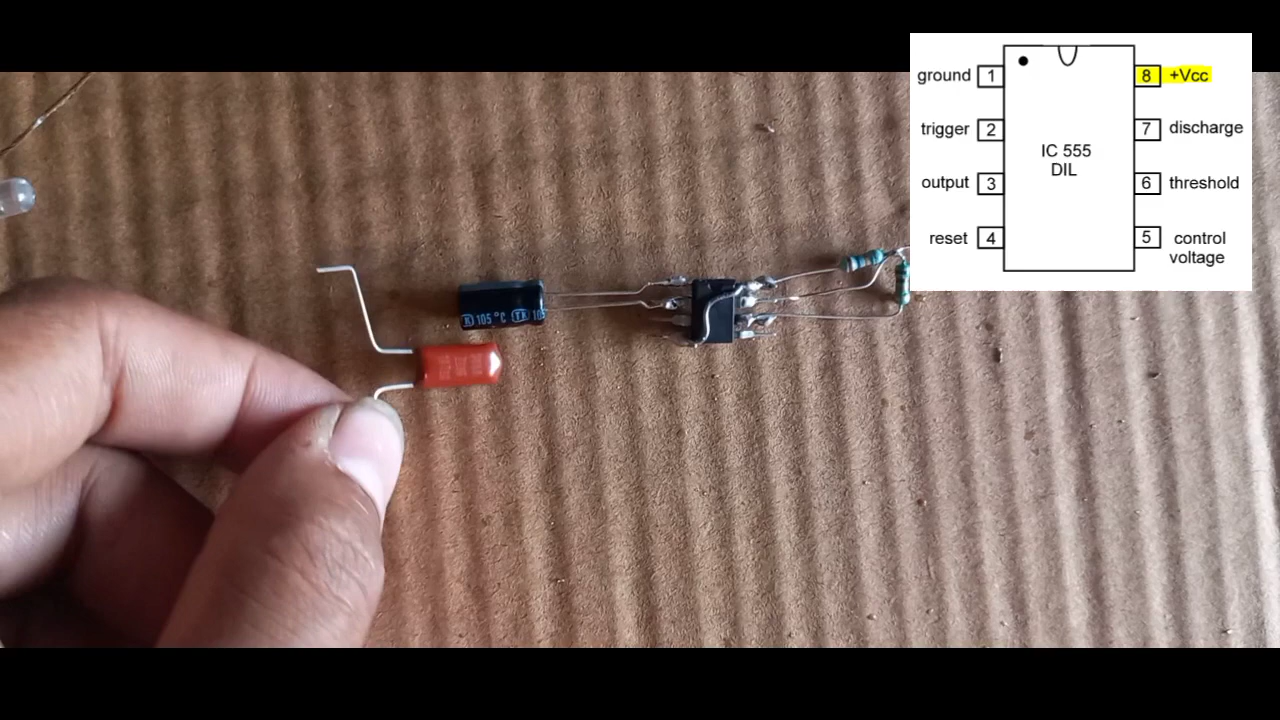 ground 1
8 +Vcc
trigger 2
7 discharge
IC 555
DIL
output 3
6 threshold
reset 4
5 control
voltage
105°C